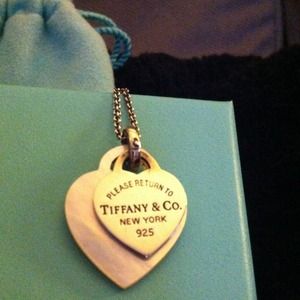 PLEASE RETURN TO
TIFFANY & CO.
NEW YORK
925